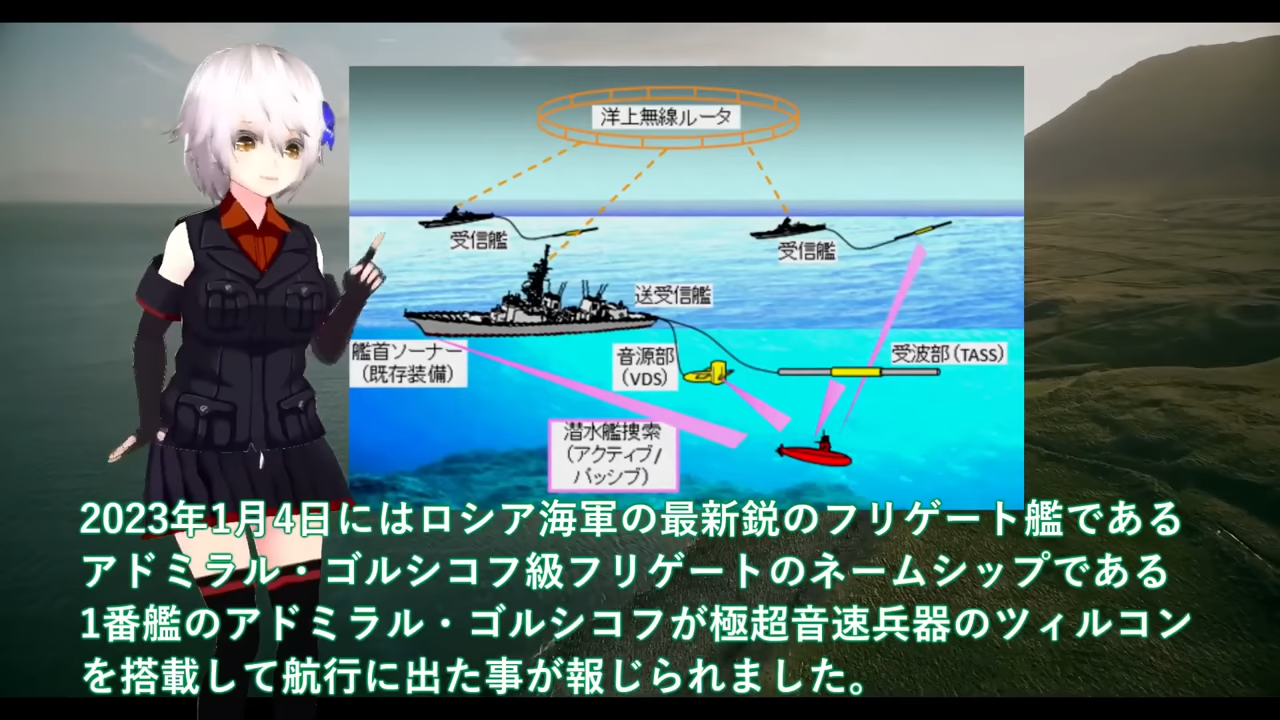 洋上無線ルータ
受信艦
受信艦
送受信艦
艦首ソーナー
（既存装備）
音源部
（VDS）
受波部（TASS）
潜水艦捜索
（アクティブ/
パッシブ）
2023年1月4日にはロシア海軍の最新鋭のフリゲート艦である
アドミラル・ゴルシコフ級フリゲートのネームシップである
1番艦のアドミラル・ゴルシコフが極超音速兵器のツィルコン
を搭載して航行に出た事が報じられました。